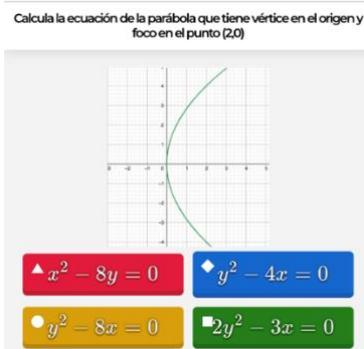 Calcula la ecuación de la parábola que tiene vértice en el origen y
foco en el punto (2,0)
x² − 8y = 0
y² − 4x = 0
y² − 8x = 0
2y² − 3x = 0